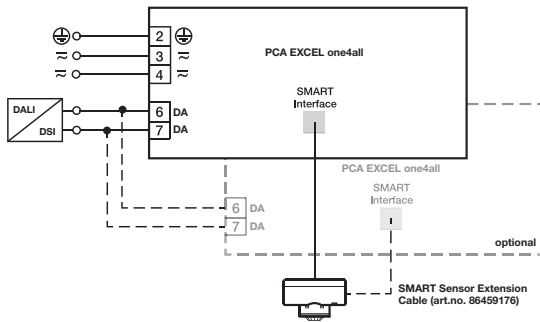 PCA EXCEL one4all
2
3
4
SMART
Interface
DALI
DSI
6 DA
7 DA
PCA EXCEL one4all
SMART
Interface
6 DA
7 DA
optional
SMART Sensor Extension
Cable (art.no. 86459176)